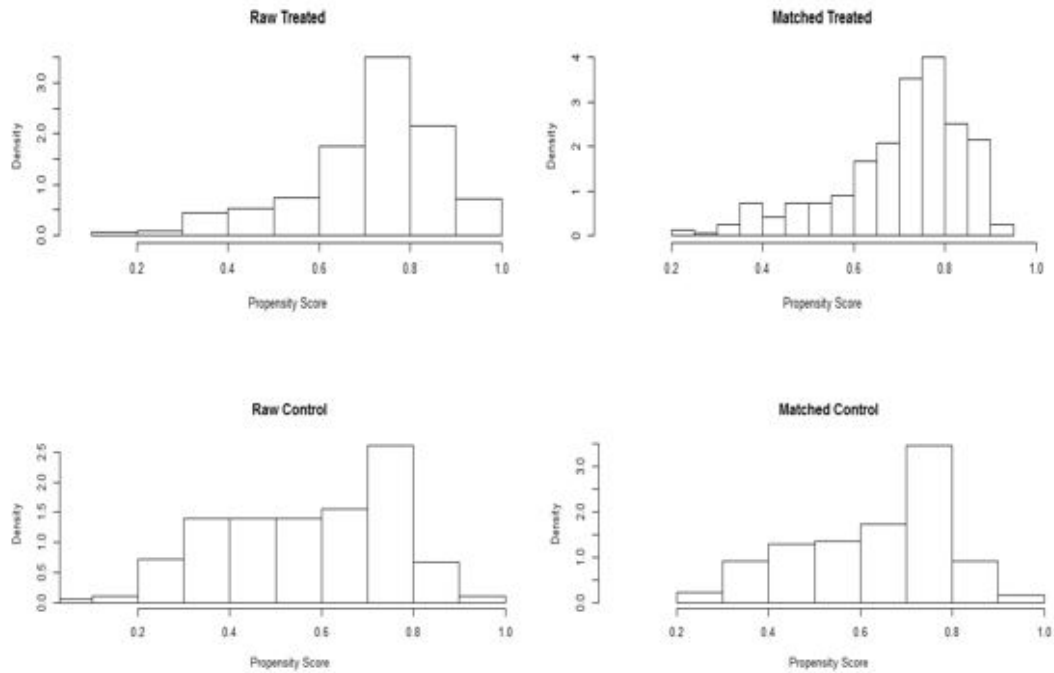 Raw Treated
Density
0.0 1.0 2.0 3.0
0.2 0.4 0.6 0.8 1.0
Propensity Score
Matched Treated
Density
0 1 2 3 4
0.2 0.4 0.6 0.8 1.0
Propensity Score
Raw Control
Density
0.0 0.5 1.0 1.5 2.0 2.5
0.2 0.4 0.6 0.8 1.0
Propensity Score
Matched Control
Density
0.0 1.0 2.0 3.0
0.2 0.4 0.6 0.8 1.0
Propensity Score